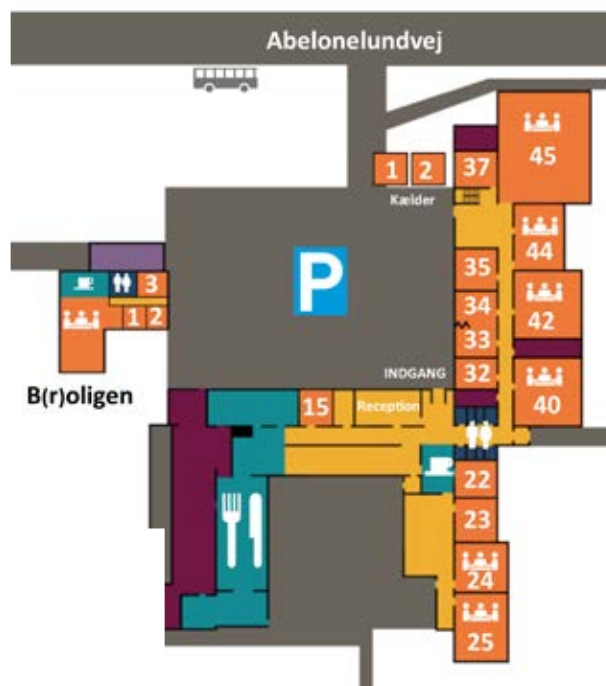 Abelonelundvej
45
1 2 37
Kælder
44
35
P
3
34
42
1 2
33
INDGANG
32
B(r)oligen
40
15
Reception
22
23
24
25